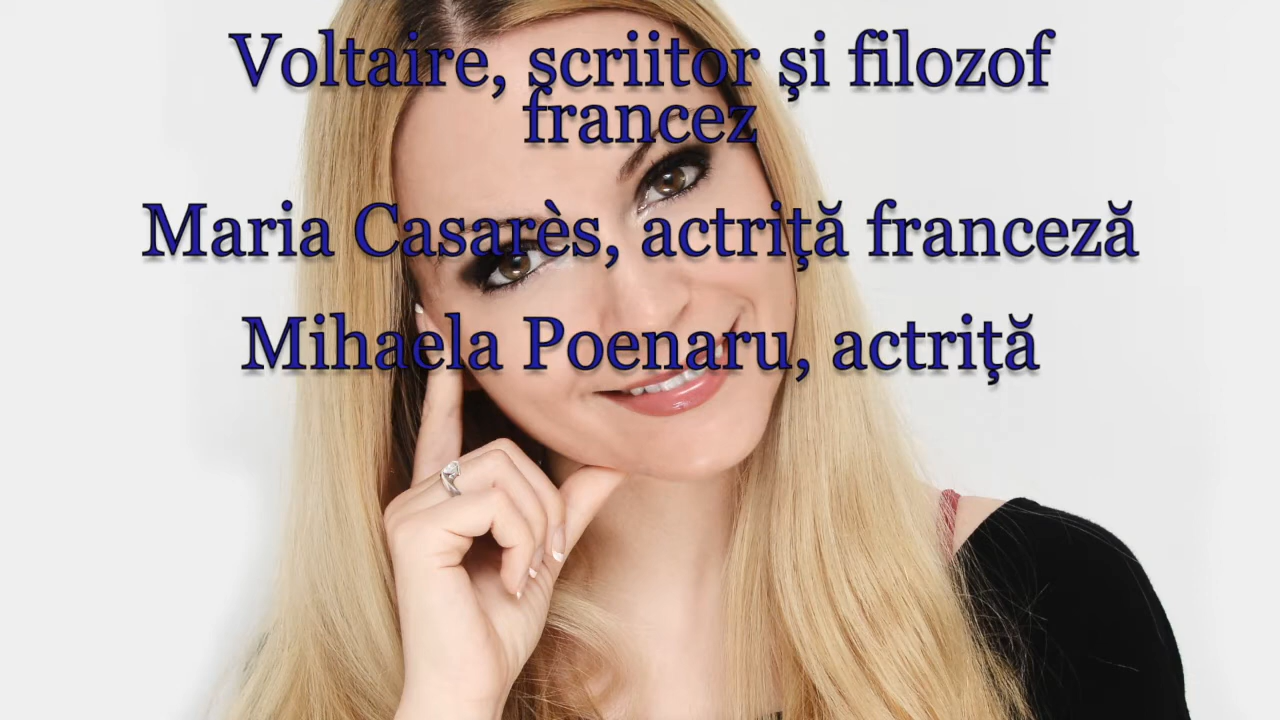 Voltaire, scriitor şi filozof
francez
Maria Casarès, actriţă franceză
Mihaela Poenaru, actriţă